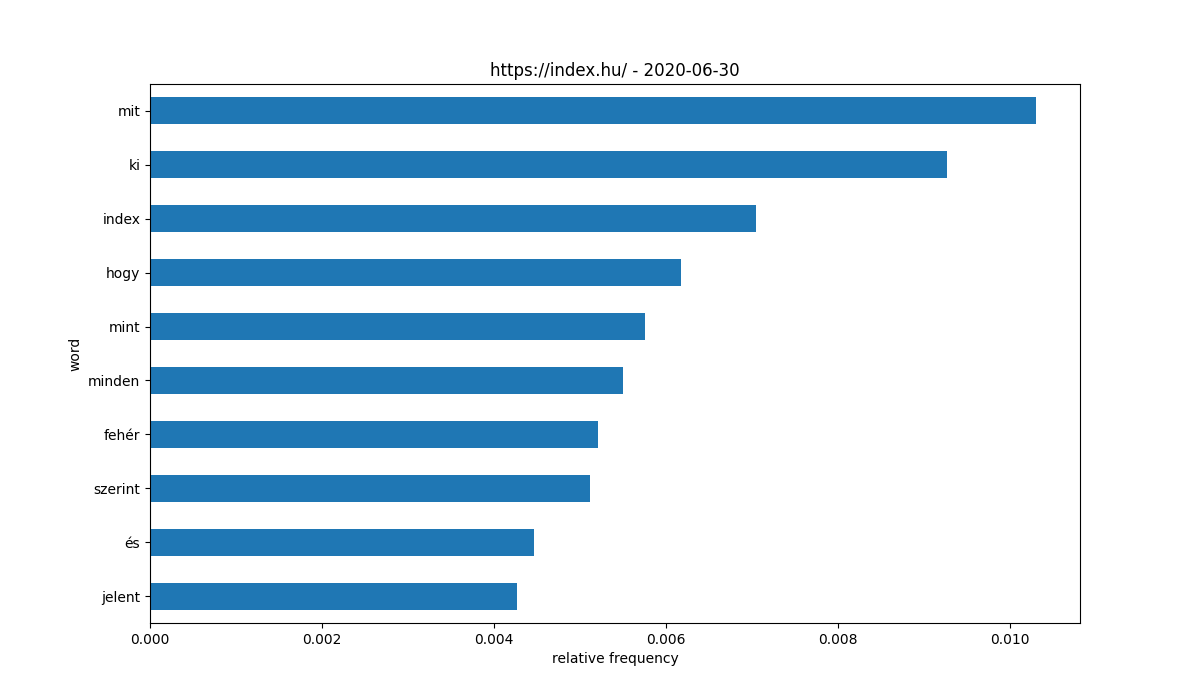 https://index.hu/ - 2020-06-30
mit
ki
index
hogy
mint
minden
fehér
szerint
és
jelent
word
0.000 0.002 0.004 0.006 0.008 0.010
relative frequency